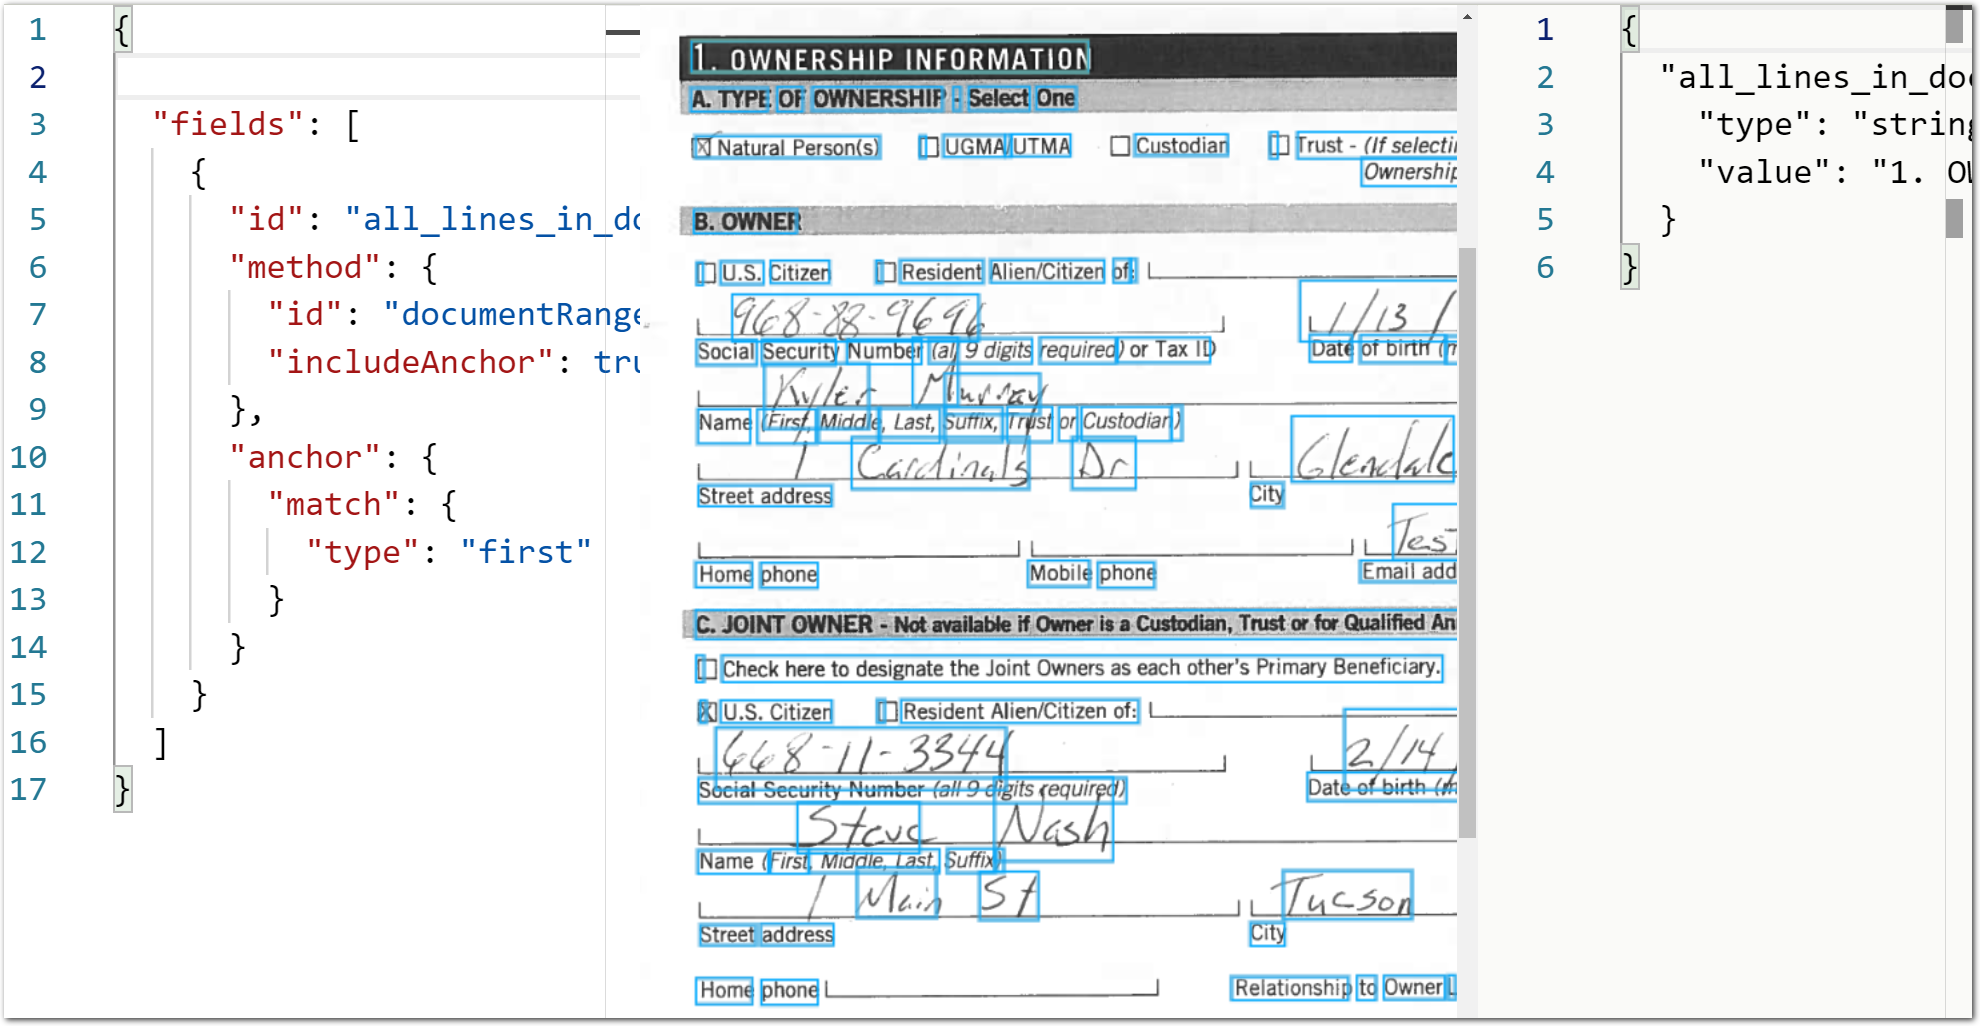 1 {
2
3 "fields": [
4 {
5 "id": "all_lines_in_do
6 "method": {
7 "id": "documentRange
8 "includeAnchor": tru
9 },
10 "anchor": {
11 "match": {
12 "type": "first"
13 }
14 }
15 }
16 ]
17 }
1. OWNERSHIP INFORMATION
A. TYPE OF OWNERSHIP - Select One
Natural Person(s) UGMA/UTMA Custodian Trust - (If selecti
Ownership
B. OWNER
U.S. Citizen Resident Alien/Citizen of:
968-88-9696 1/13/
Social Security Number (all 9 digits required) or Tax ID Date of birth (m
Kyler Murray
Name (First, Middle, Last, Suffix, Trust or Custodian)
1 Cardinals Dr Glendale
Street address City
Tes
Home phone Mobile phone Email add
C. JOINT OWNER - Not available if Owner is a Custodian, Trust or for Qualified An
Check here to designate the Joint Owners as each other's Primary Beneficiary.
X U.S. Citizen Resident Alien/Citizen of:
668-11-3344 2/14
Social Security Number (all 9 digits required) Date of birth (m
Steve Nash
Name (First, Middle, Last, Suffix)
1 Main St Tucson
Street address City
Home phone Relationship to Owner
1 {
2 "all_lines_in_doc
3 "type": "string
4 "value": "1. OW
5 }
6 }